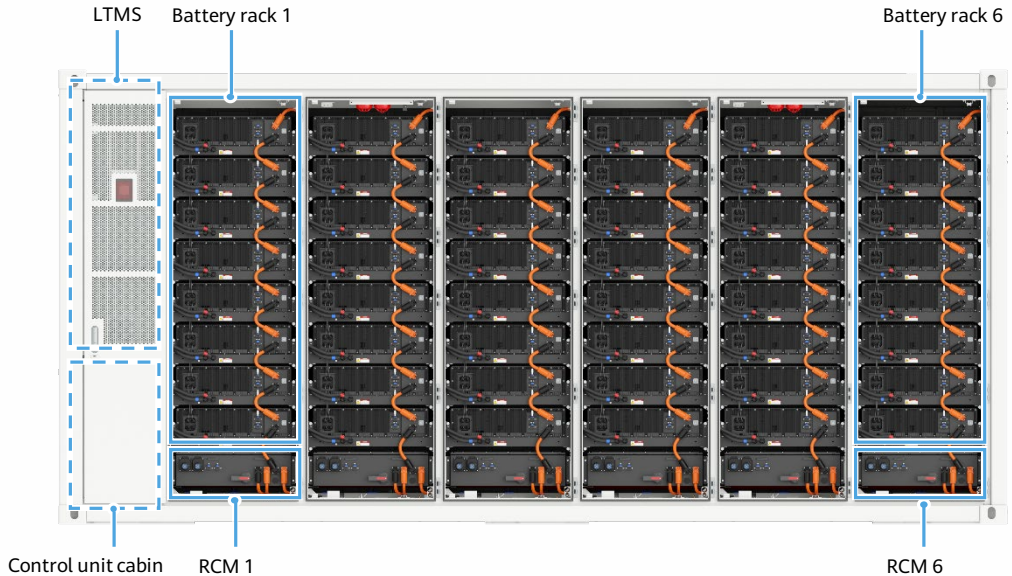 LTMS
Battery rack 1
Battery rack 6
Control unit cabin
RCM 1
RCM 6